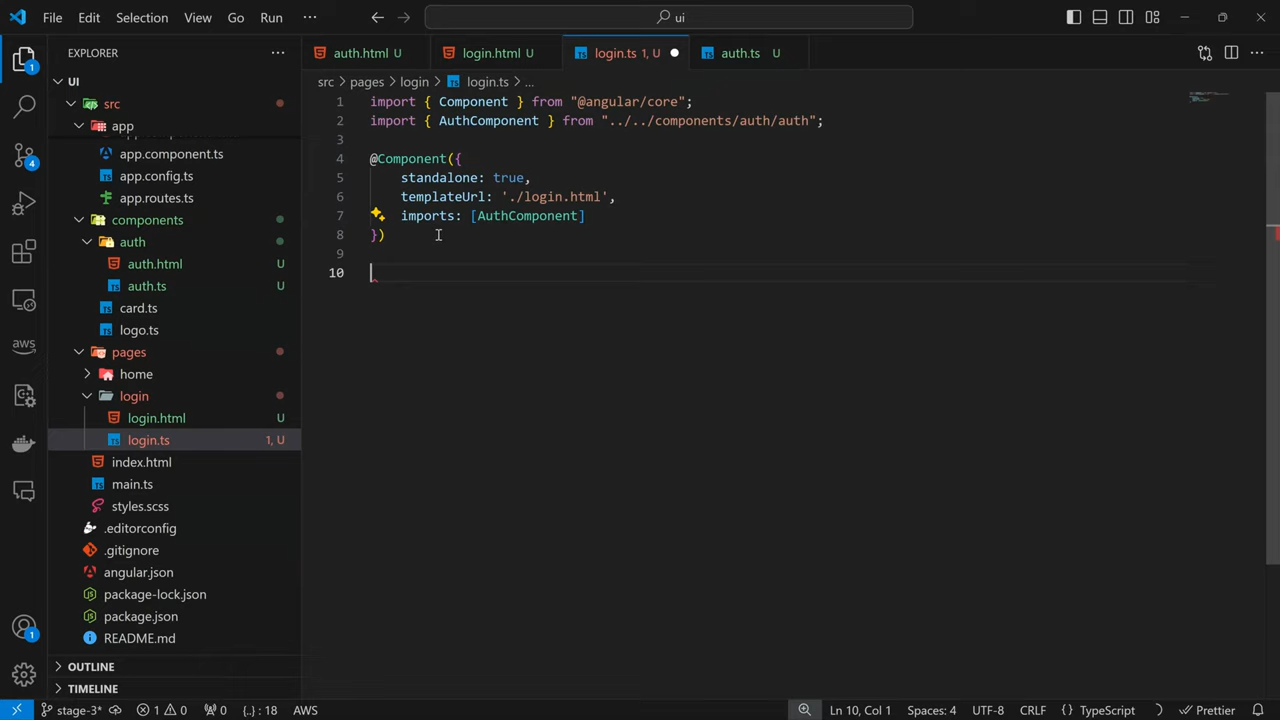 File Edit Selection View Go Run ··· ui
EXPLORER ···
auth.html U
login.html U
login.ts 1, U
auth.ts U
UI
src > pages > login > login.ts > ...
src
app
app.component.ts
app.config.ts
app.routes.ts
components
auth
auth.html U
auth.ts U
card.ts
logo.ts
pages
home
login
login.html U
login.ts 1, U
index.html
main.ts
styles.scss
.editorconfig
.gitignore
angular.json
package-lock.json
package.json
README.md
OUTLINE
TIMELINE
1 import { Component } from "@angular/core";
2 import { AuthComponent } from "../../components/auth/auth";
3
4 @Component({
5 standalone: true,
6 templateUrl: './login.html',
7 imports: [AuthComponent]
8 })
9
10
1
4
aws
1
stage-3* 1 0 0 {..} : 18 AWS Ln 10, Col 1 Spaces: 4 UTF-8 CRLF TypeScript Prettier